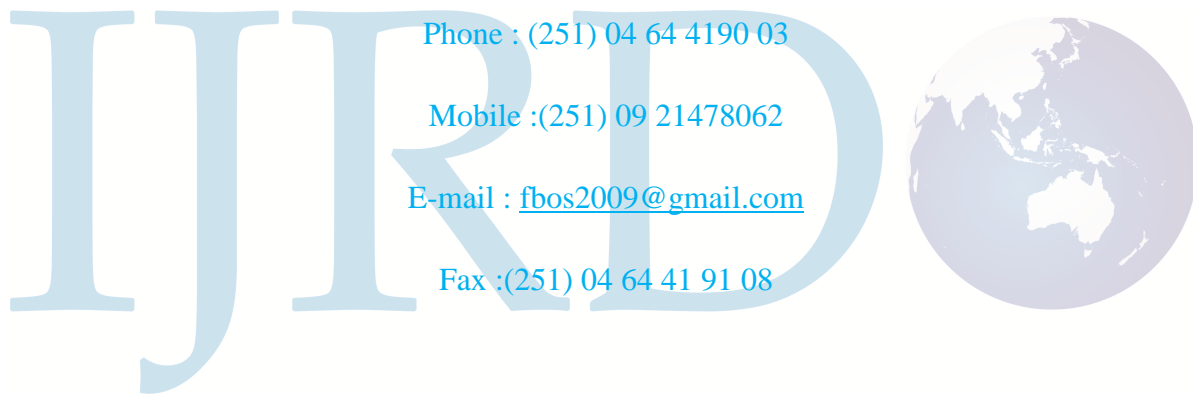 IJRD
Phone : (251) 04 64 4190 03
Mobile :(251) 09 21478062
E-mail : fbos2009@gmail.com
Fax :(251) 04 64 41 91 08